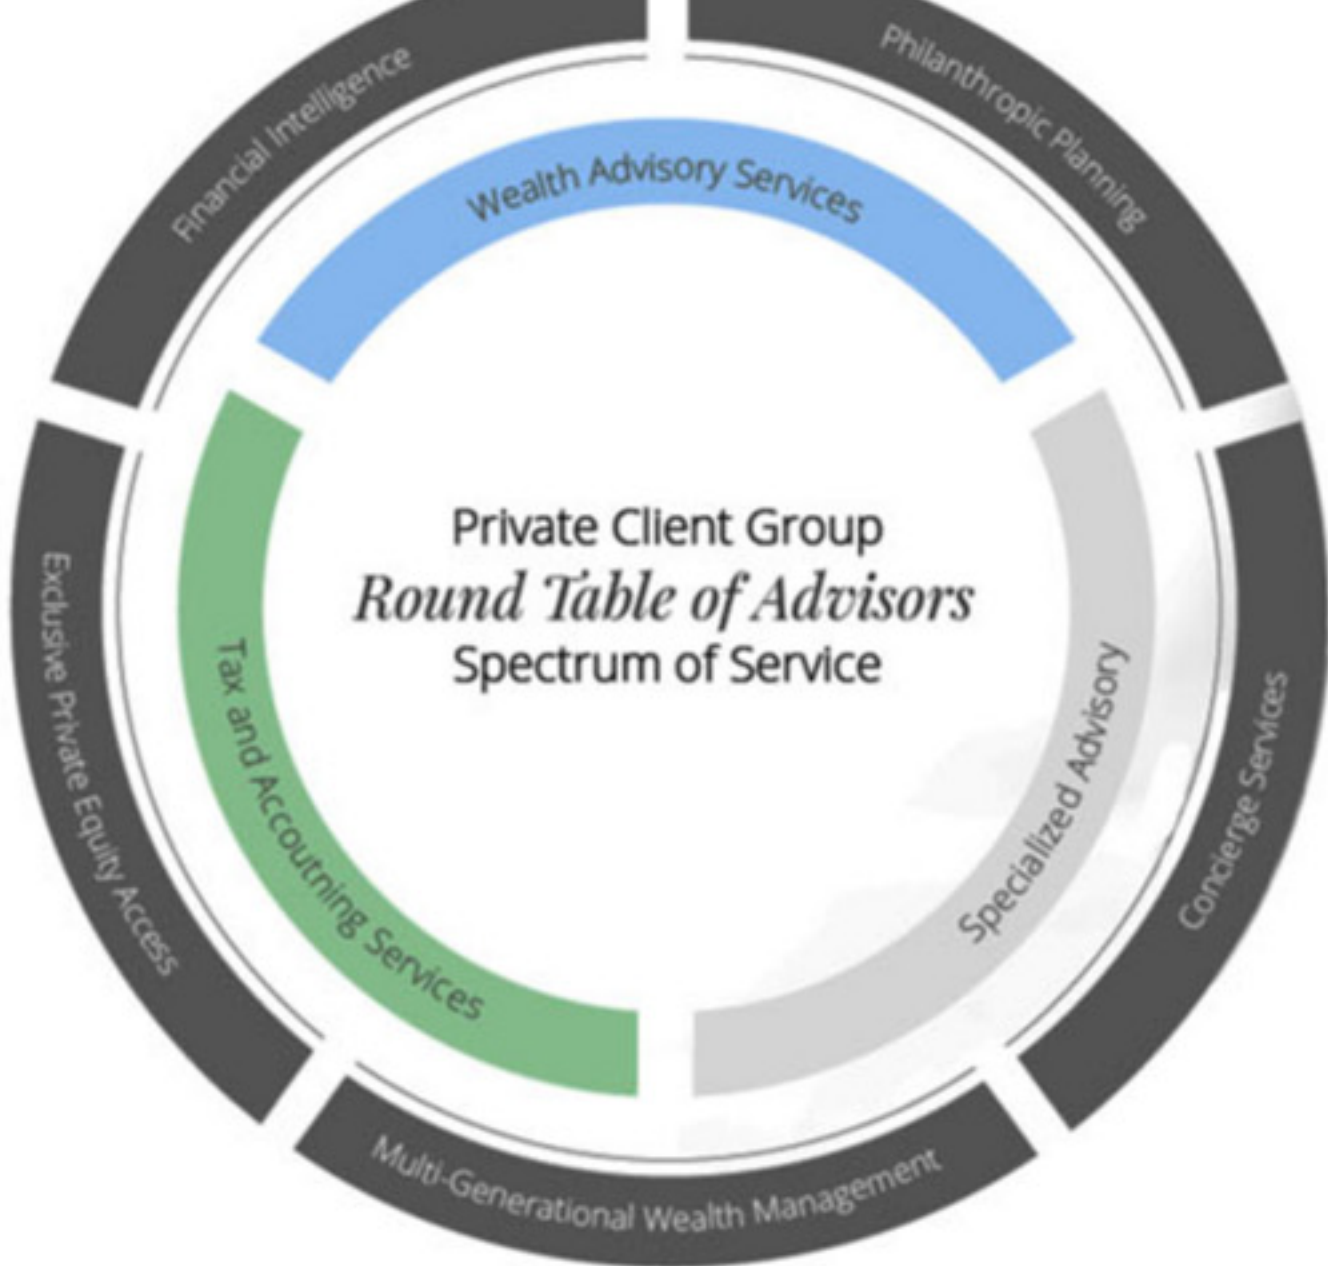 Financial Intelligence
Philanthropic Planning
Wealth Advisory Services
Private Client Group
Round Table of Advisors
Spectrum of Service
Tax and Accoutning Services
Specialized Advisory
Exclusive Private Equity Access
Concierge Services
Multi-Generational Wealth Management